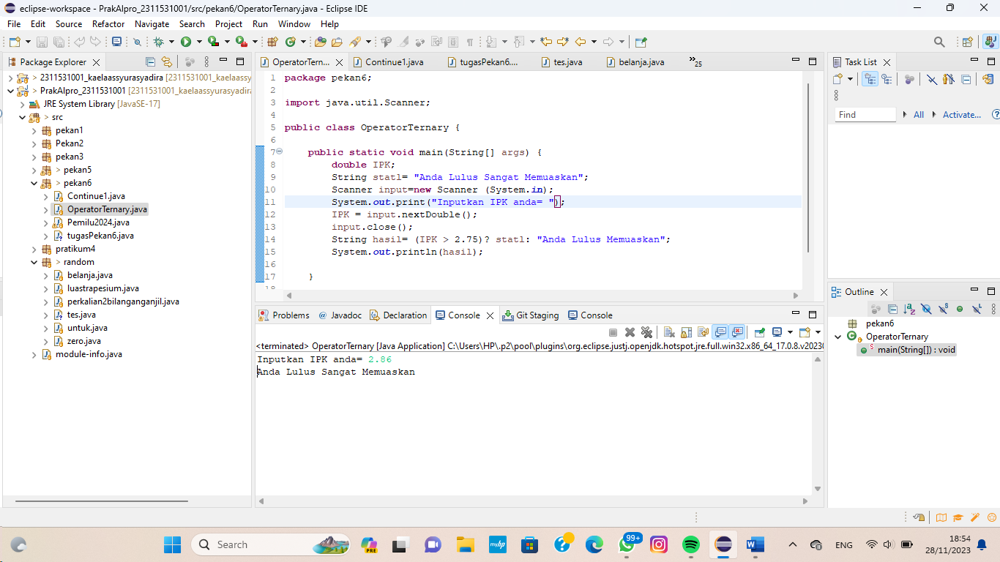 eclipse-workspace - PrakAlpro_2311531001/src/pekan6/OperatorTernary.java - Eclipse IDE
File Edit Source Refactor Navigate Search Project Run Window Help
Package Explorer
> 2311531001_kaelaassyurasyadira [2311531001_kaelaassy
> PrakAlpro_2311531001 [2311531001_kaelaassyurasyadira
JRE System Library [JavaSE-17]
> src
pekan1
Pekan2
pekan3
> pekan5
> pekan6
Continue1.java
OperatorTernary.java
Pemilu2024.java
tugasPekan6.java
pratikum4
> random
belanja.java
luastrapesium.java
perkalian2bilanganganjil.java
tes.java
untuk.java
zero.java
module-info.java
OperatorTern... Continue1.java tugasPekan6.... tes.java belanja.java »25
1 package pekan6;
2
3 import java.util.Scanner;
4
5 public class OperatorTernary {
6
7 public static void main(String[] args) {
8 double IPK;
9 String statl= "Anda Lulus Sangat Memuaskan";
10 Scanner input=new Scanner (System.in);
11 System.out.print("Inputkan IPK anda= ");
12 IPK = input.nextDouble();
13 input.close();
14 String hasil= (IPK > 2.75)? statl: "Anda Lulus Memuaskan";
15 System.out.println(hasil);
16
17 }
18
Problems @ Javadoc Declaration Console Git Staging Console
<terminated> OperatorTernary [Java Application] C:\Users\HP\.p2\pool\plugins\org.eclipse.justj.openjdk.hotspot.jre.full.win32.x86_64_17.0.8.v2023
Inputkan IPK anda= 2.86
Anda Lulus Sangat Memuaskan
Task List
Find All Activate...
Outline
pekan6
OperatorTernary
S main(String[]) : void
Search
PRE
myhp
99+
ENG
18:54
28/11/2023